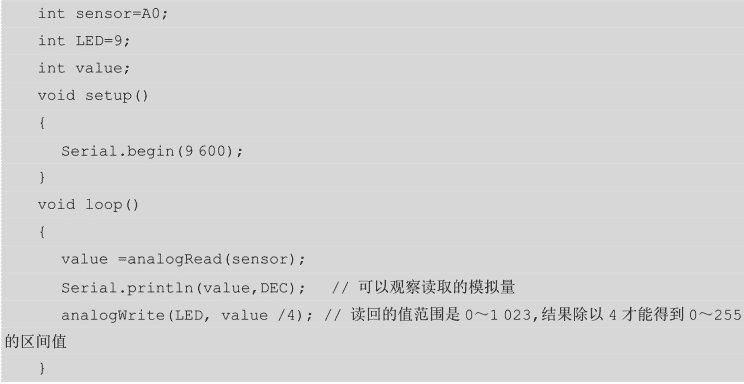 int sensor=A0;
int LED=9;
int value;
void setup()
{
Serial.begin(9 600);
}
void loop()
{
value =analogRead(sensor);
Serial.println(value,DEC); // 可以观察读取的模拟量
analogWrite(LED, value /4); // 读回的值范围是 0～1 023,结果除以 4 才能得到 0～255
的区间值
}